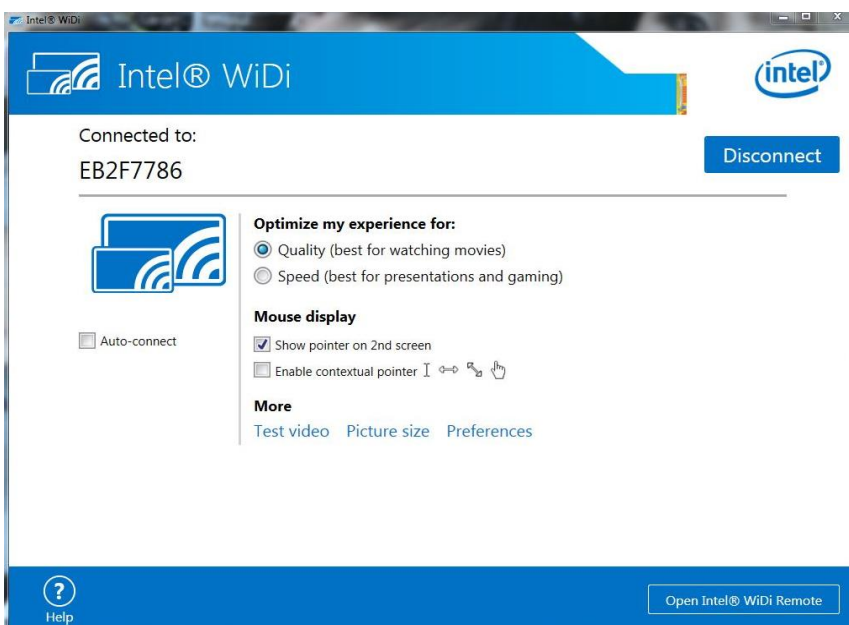 Intel® WiDi
Intel® WiDi
intel®
Connected to:
EB2F7786
Disconnect
Optimize my experience for:
Quality (best for watching movies)
Speed (best for presentations and gaming)
Mouse display
Auto-connect
Show pointer on 2nd screen
Enable contextual pointer
More
Test video Picture size Preferences
?
Help
Open Intel® WiDi Remote